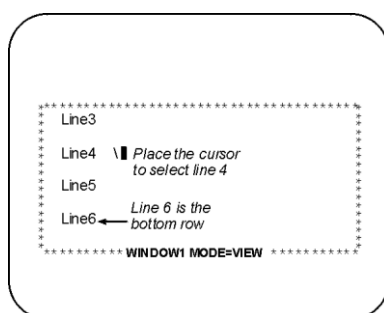 Line3
Line4 \ Place the cursor
to select line 4
Line5
Line 6 is the
Line6 bottom row
WINDOW1 MODE=VIEW